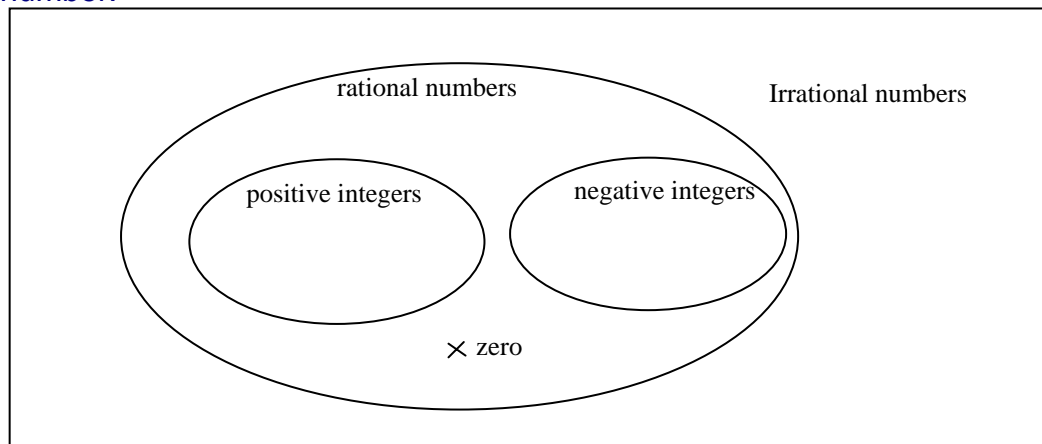 rational numbers
Irrational numbers
positive integers
negative integers
zero